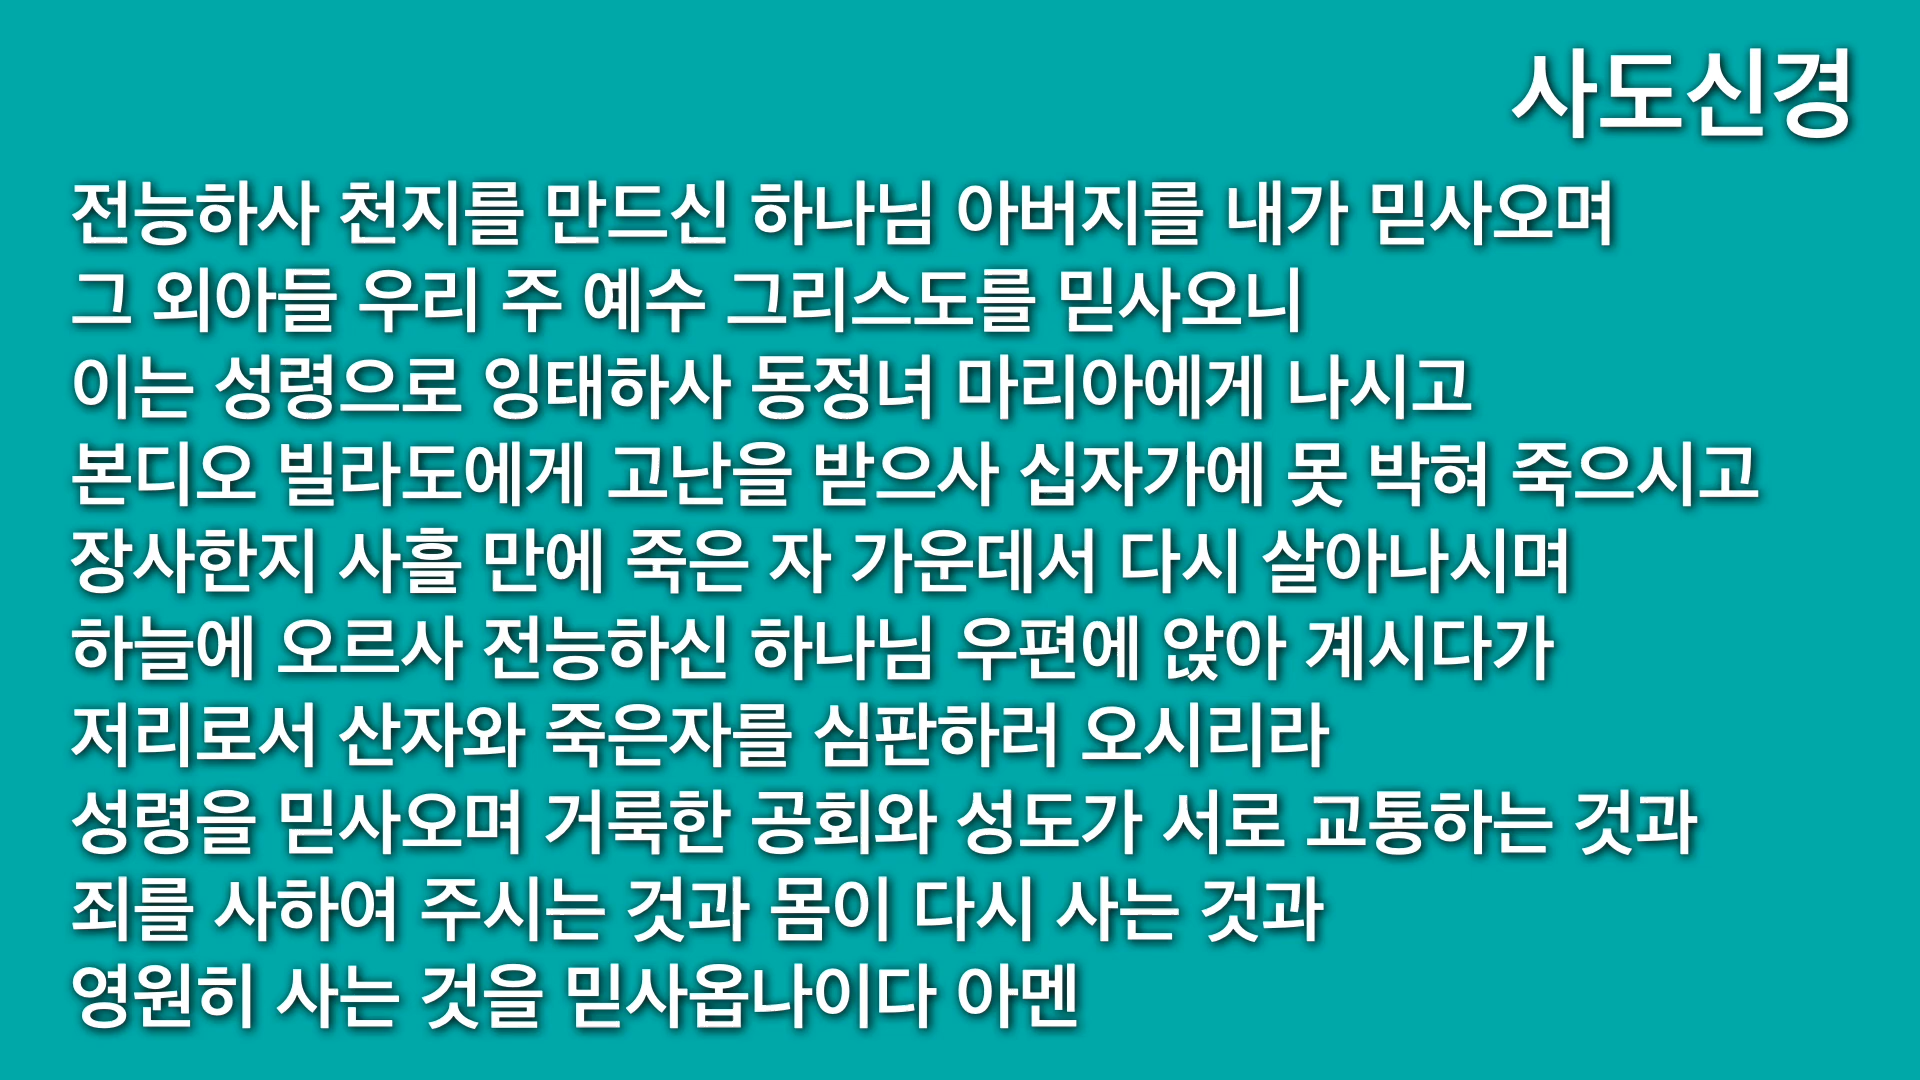 사도신경
전능하사 천지를 만드신 하나님 아버지를 내가 믿사오며
그 외아들 우리 주 예수 그리스도를 믿사오니
이는 성령으로 잉태하사 동정녀 마리아에게 나시고
본디오 빌라도에게 고난을 받으사 십자가에 못 박혀 죽으시고
장사한지 사흘 만에 죽은 자 가운데서 다시 살아나시며
하늘에 오르사 전능하신 하나님 우편에 앉아 계시다가
저리로서 산자와 죽은자를 심판하러 오시리라
성령을 믿사오며 거룩한 공회와 성도가 서로 교통하는 것과
죄를 사하여 주시는 것과 몸이 다시 사는 것과
영원히 사는 것을 믿사옵나이다 아멘